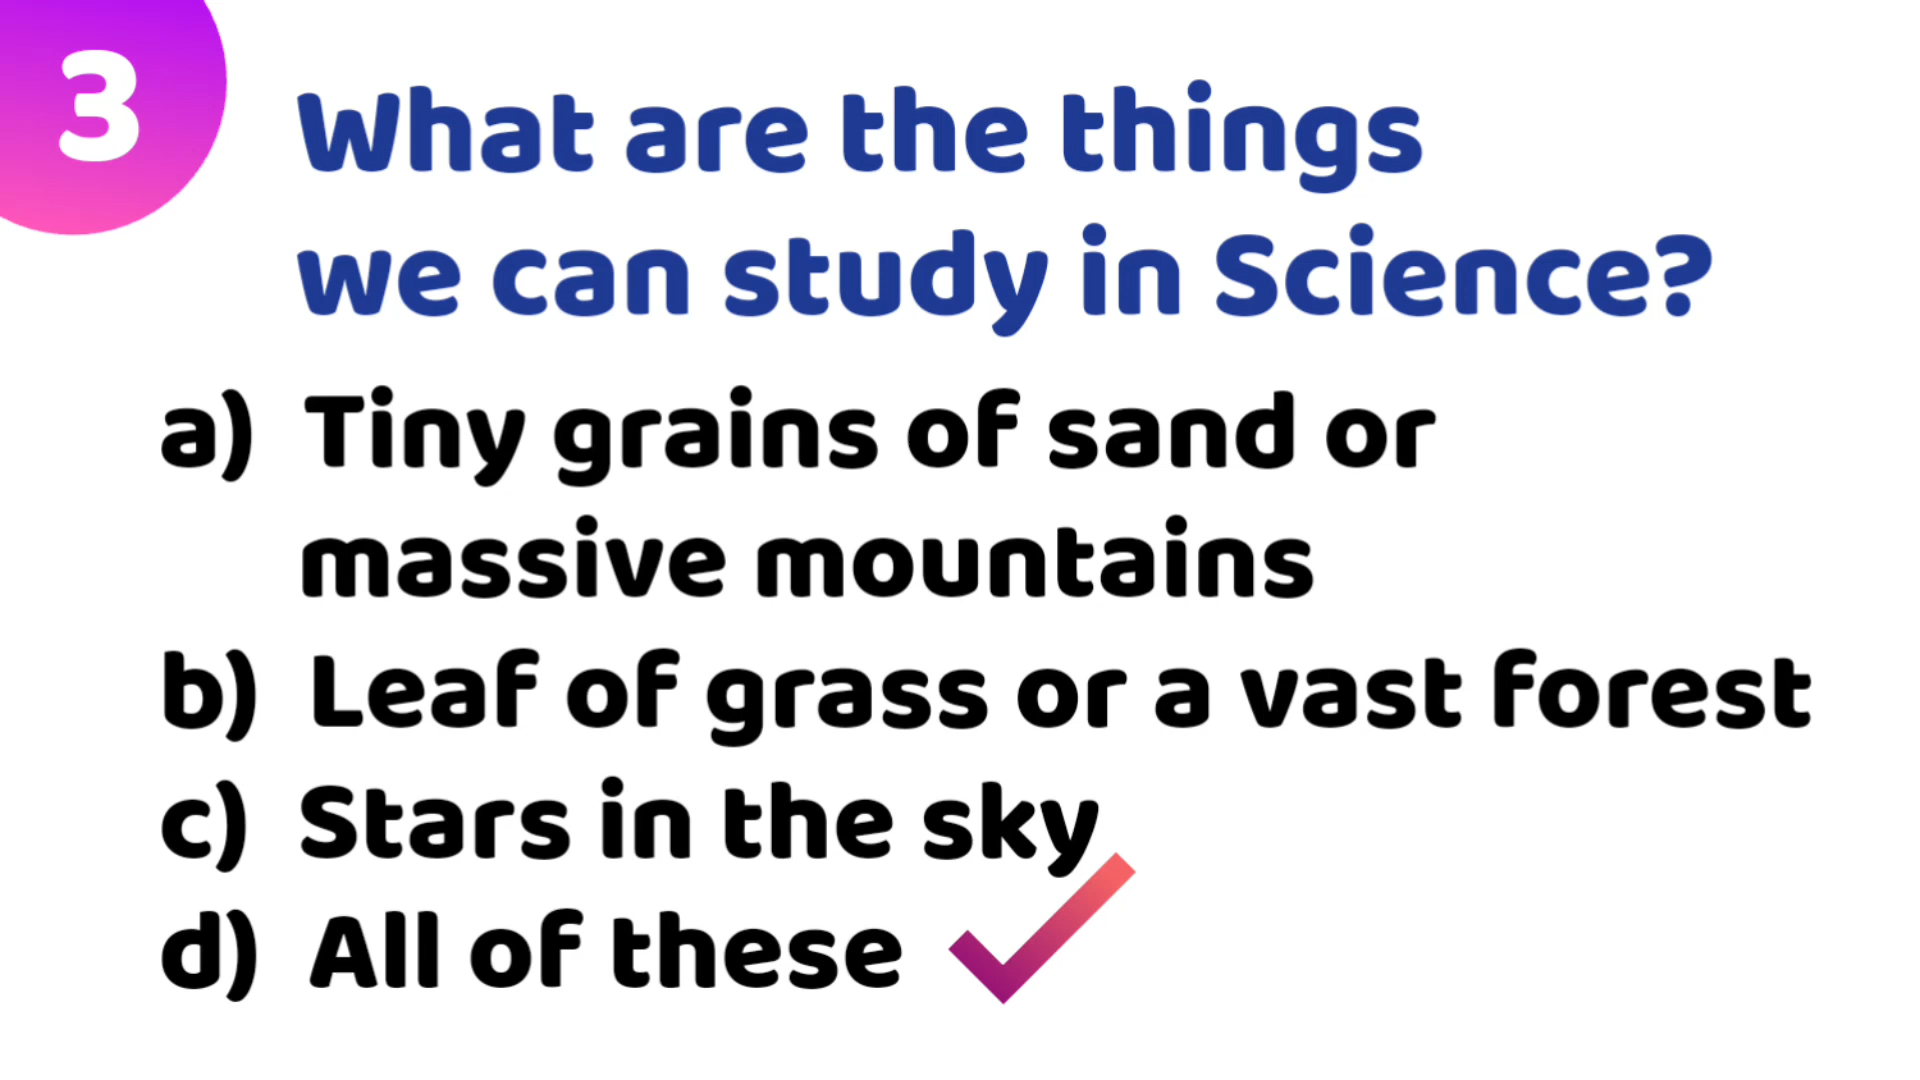 3
What are the things
we can study in Science?
a) Tiny grains of sand or
massive mountains
b) Leaf of grass or a vast forest
c) Stars in the sky
d) All of these